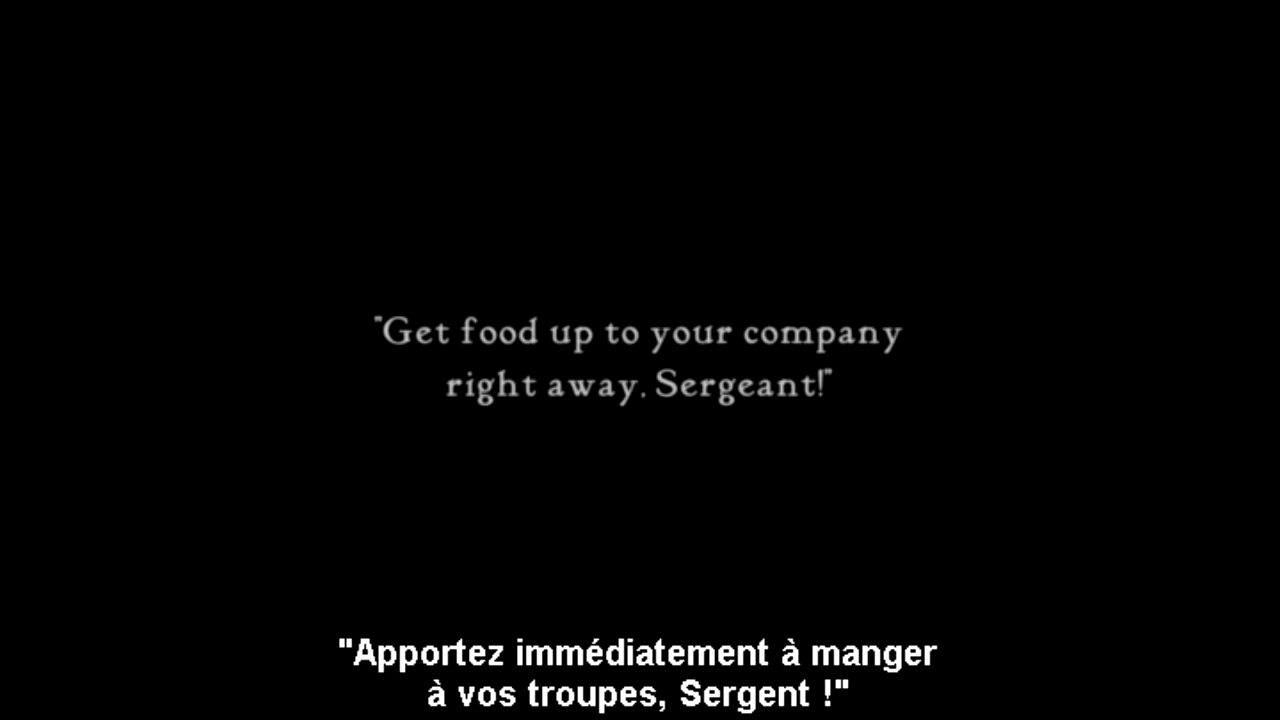 "Get food up to your company
right away, Sergeant!"
"Apportez immédiatement à manger
à vos troupes, Sergent !"